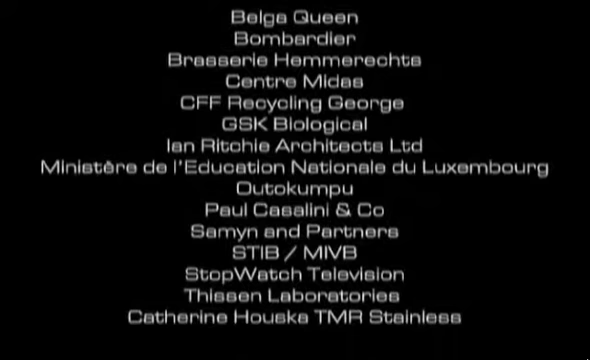 Belga Queen
Bombardier
Brasserie Hemmerechts
Centre Midas
CFF Recycling George
GSK Biological
Ian Ritchie Architects Ltd
Ministère de l'Education Nationale du Luxembourg
Outokumpu
Paul Casalini & Co
Samyn and Partners
STIB / MIVB
StopWatch Television
Thissen Laboratories
Catherine Houska TMR Stainless